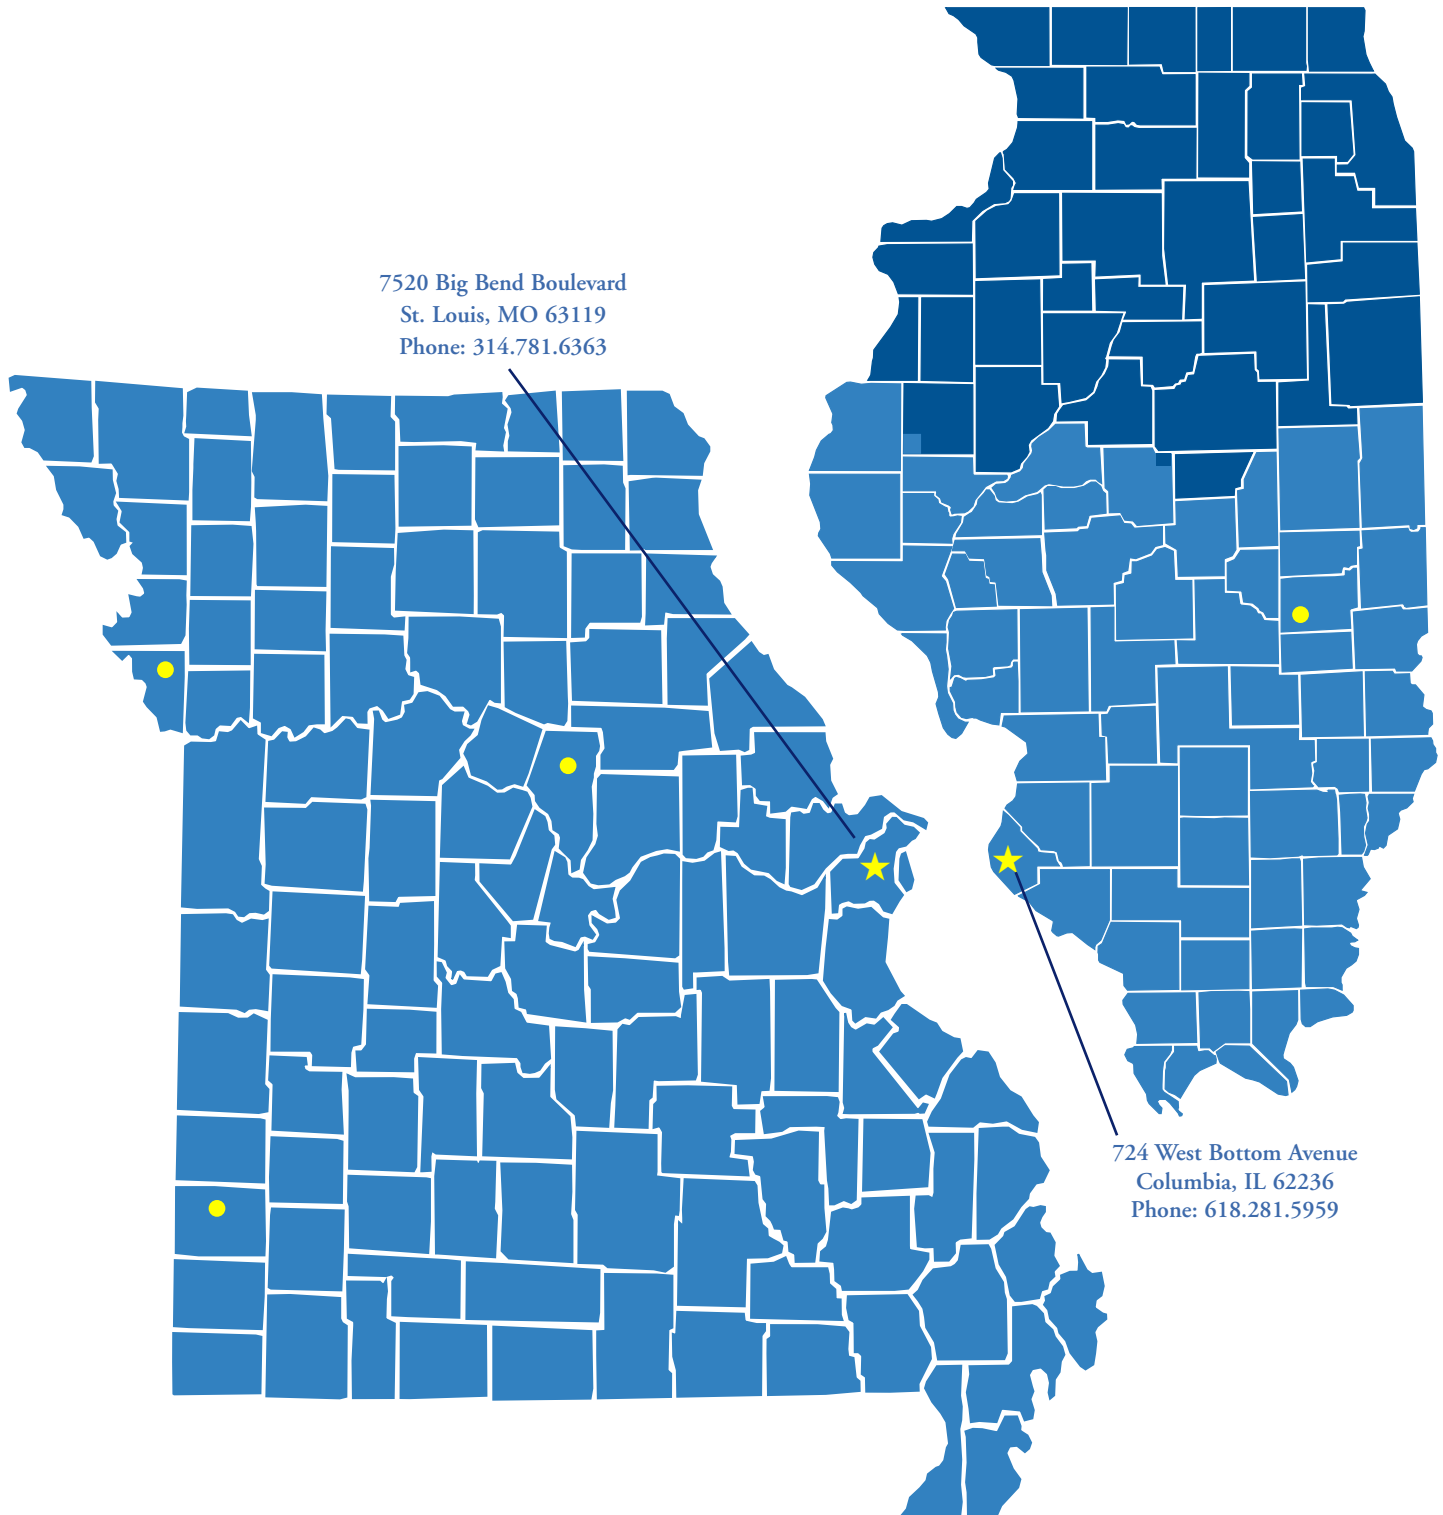 7520 Big Bend Boulevard
St. Louis, MO 63119
Phone: 314.781.6363
724 West Bottom Avenue
Columbia, IL 62236
Phone: 618.281.5959